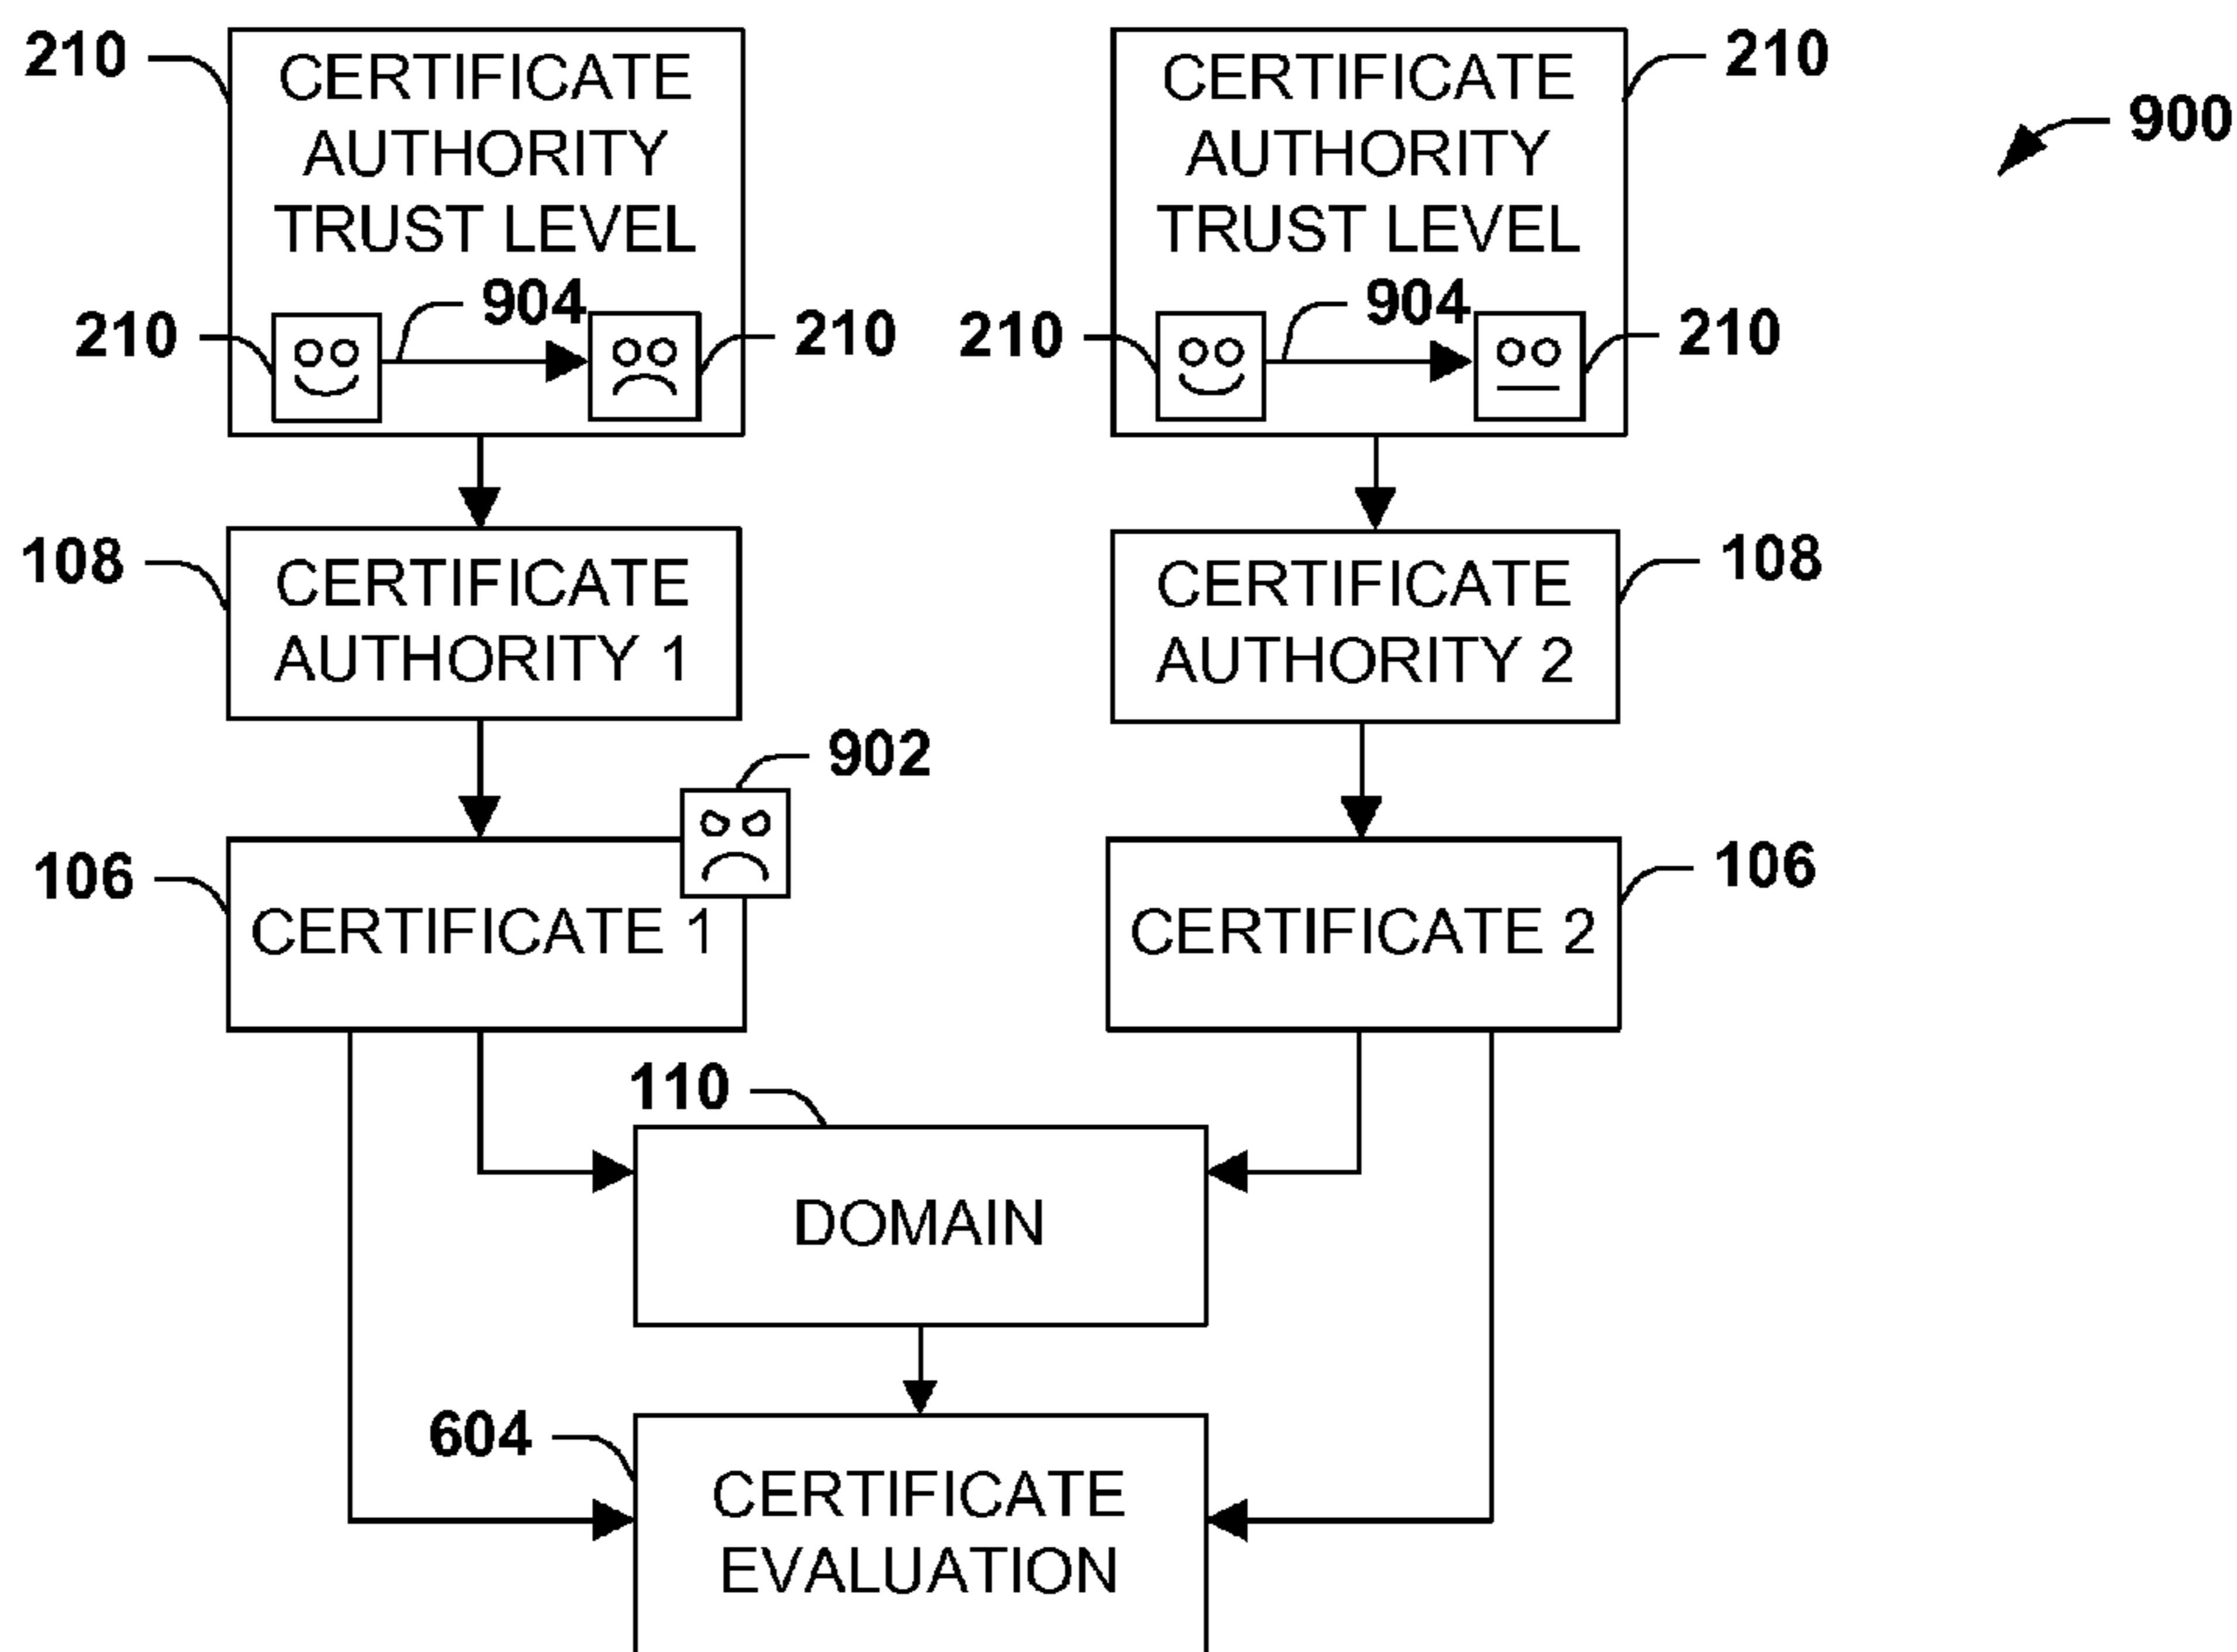 210
CERTIFICATE
AUTHORITY
TRUST LEVEL
904
210
210
CERTIFICATE
AUTHORITY
TRUST LEVEL
210
900
904
210
210
108
CERTIFICATE
AUTHORITY 1
CERTIFICATE
AUTHORITY 2
108
902
106
CERTIFICATE 1
CERTIFICATE 2
106
110
DOMAIN
604
CERTIFICATE
EVALUATION